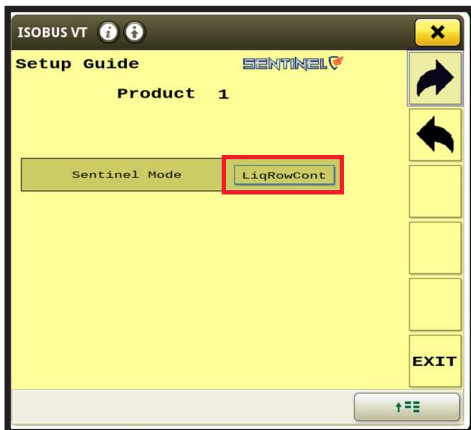 ISOBUS VT
Setup Guide SENTINEL
Product 1
Sentinel Mode LiqRowCont
EXIT